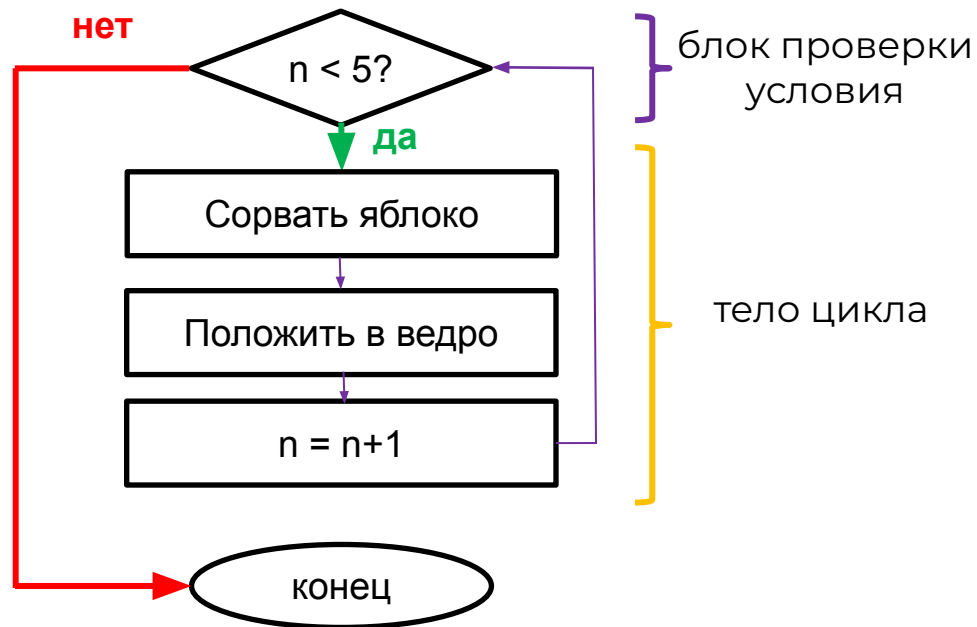 нет
n < 5?
блок проверки
условия
да
Сорвать яблоко
Положить в ведро
тело цикла
n = n+1
конец